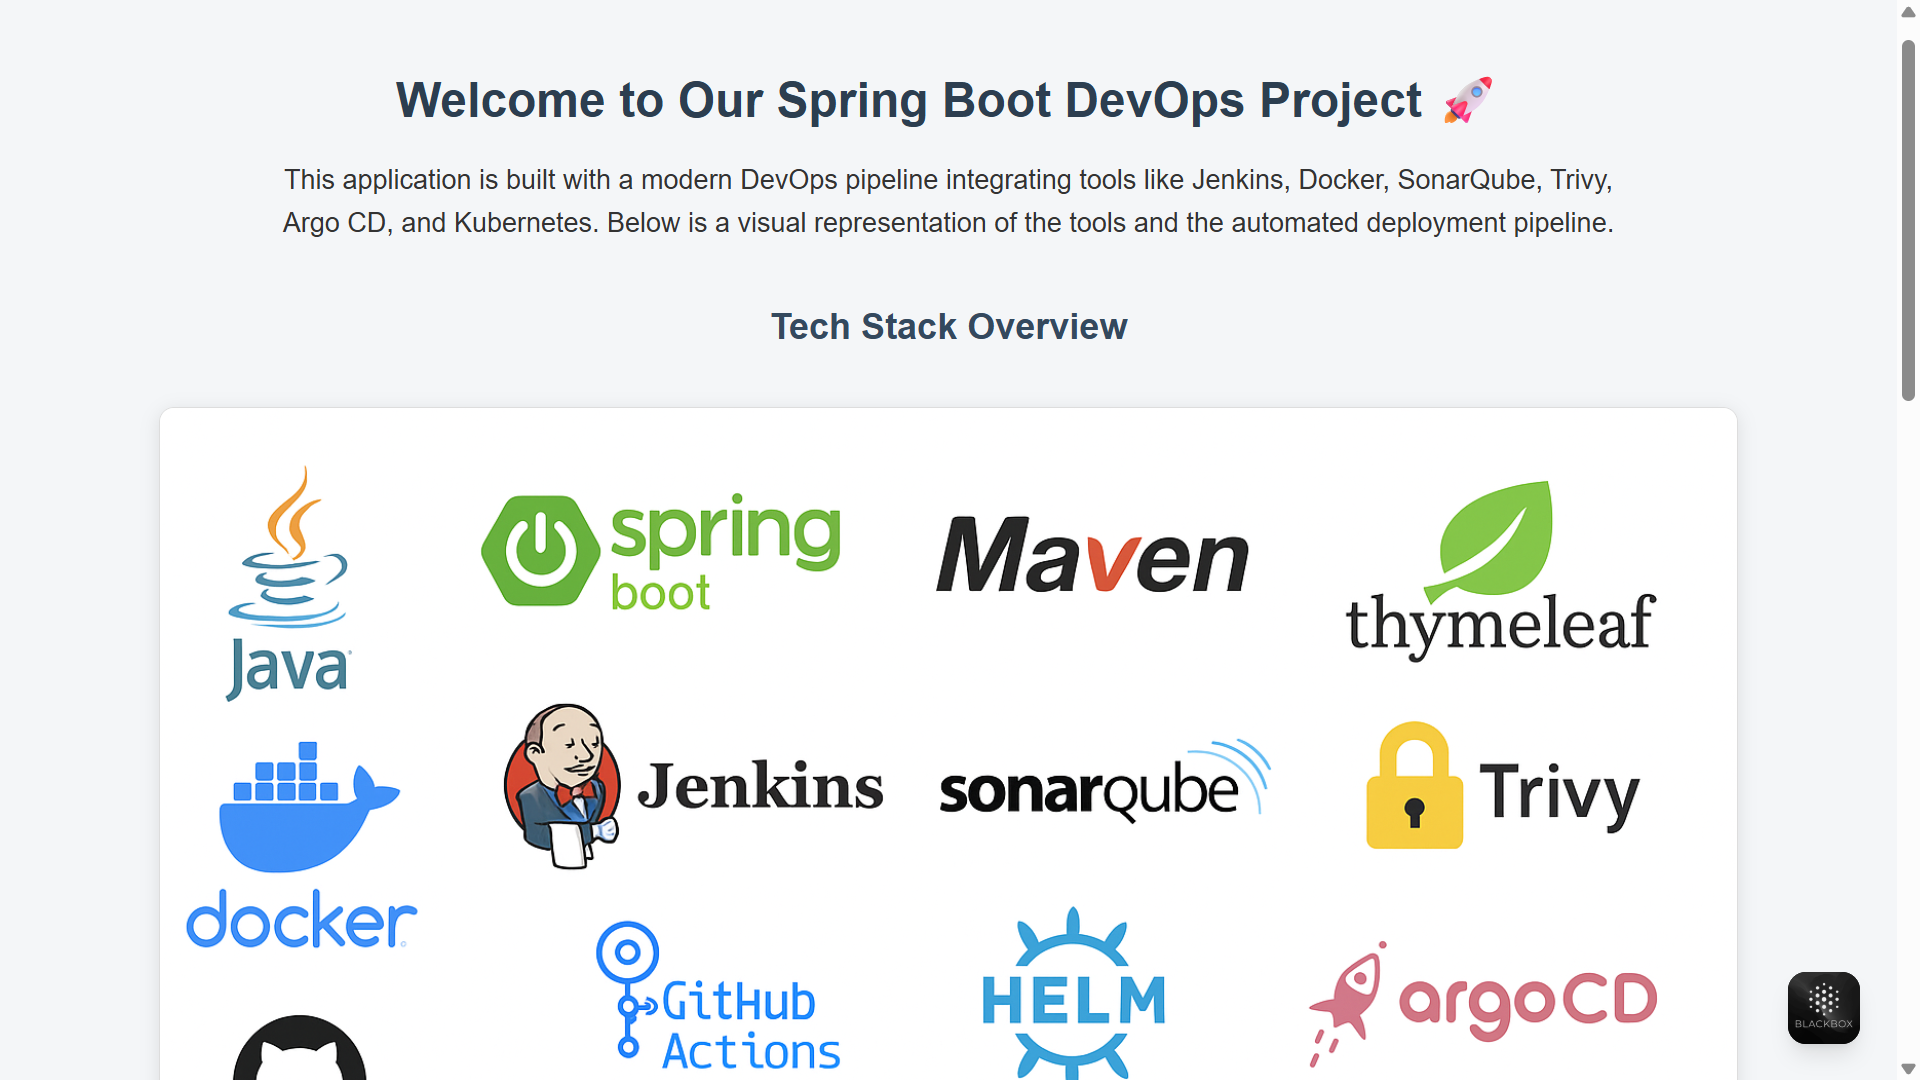 Welcome to Our Spring Boot DevOps Project 🚀
This application is built with a modern DevOps pipeline integrating tools like Jenkins, Docker, SonarQube, Trivy,
Argo CD, and Kubernetes. Below is a visual representation of the tools and the automated deployment pipeline.
Tech Stack Overview
Java
spring
boot
Maven
thymeleaf
docker
Jenkins
sonarqube
Trivy
GitHub
Actions
HELM
argoCD
BLACKBOX